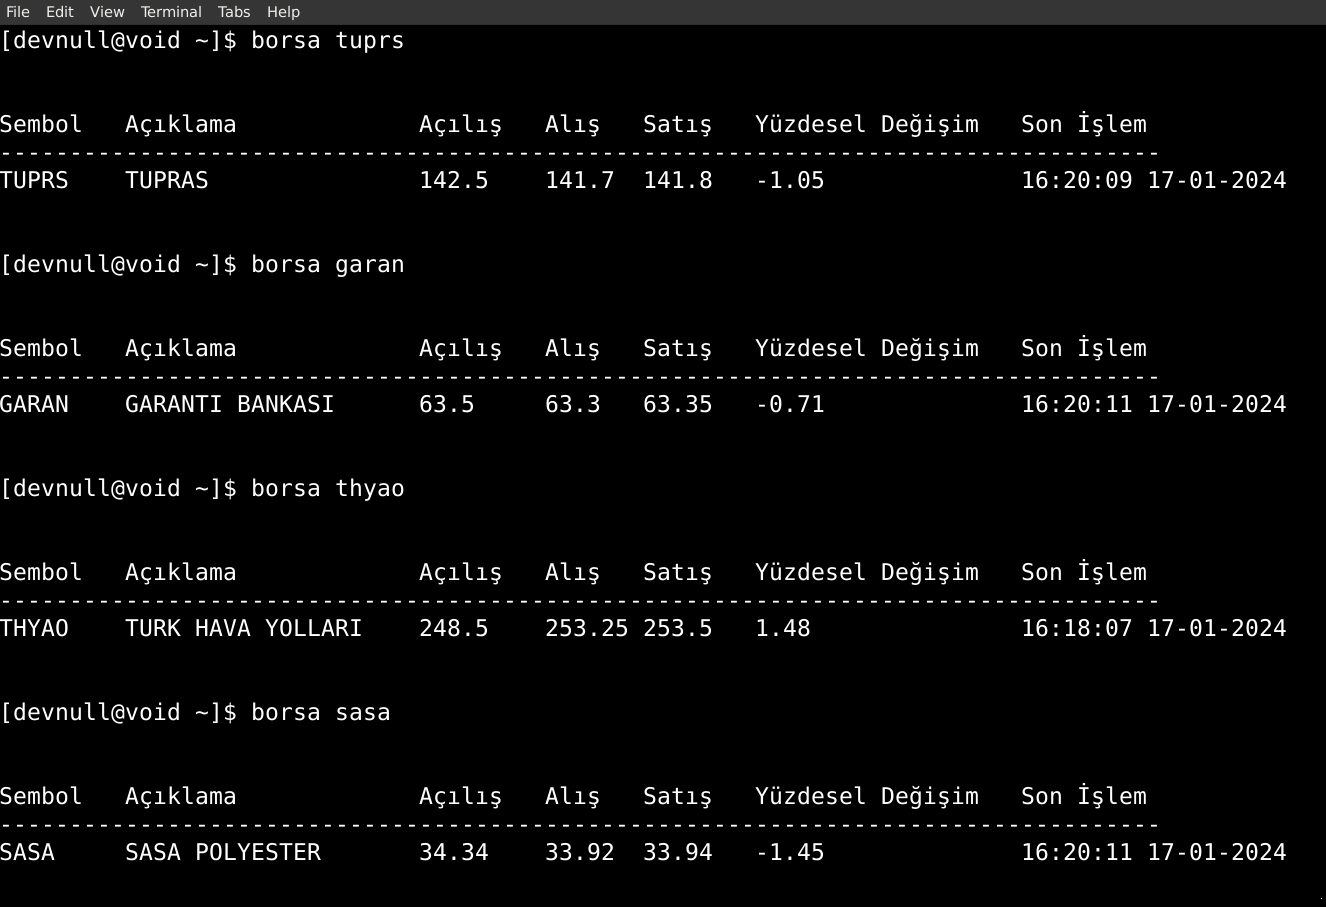 File Edit View Terminal Tabs Help
[devnull@void ~]$ borsa tuprs
Sembol Açıklama Açılış Alış Satış Yüzdesel Değişim Son İşlem
-----------------------------------------------------------------------------------
TUPRS TUPRAS 142.5 141.7 141.8 -1.05 16:20:09 17-01-2024
[devnull@void ~]$ borsa garan
Sembol Açıklama Açılış Alış Satış Yüzdesel Değişim Son İşlem
-----------------------------------------------------------------------------------
GARAN GARANTI BANKASI 63.5 63.3 63.35 -0.71 16:20:11 17-01-2024
[devnull@void ~]$ borsa thyao
Sembol Açıklama Açılış Alış Satış Yüzdesel Değişim Son İşlem
-----------------------------------------------------------------------------------
THYAO TURK HAVA YOLLARI 248.5 253.25 253.5 1.48 16:18:07 17-01-2024
[devnull@void ~]$ borsa sasa
Sembol Açıklama Açılış Alış Satış Yüzdesel Değişim Son İşlem
-----------------------------------------------------------------------------------
SASA SASA POLYESTER 34.34 33.92 33.94 -1.45 16:20:11 17-01-2024